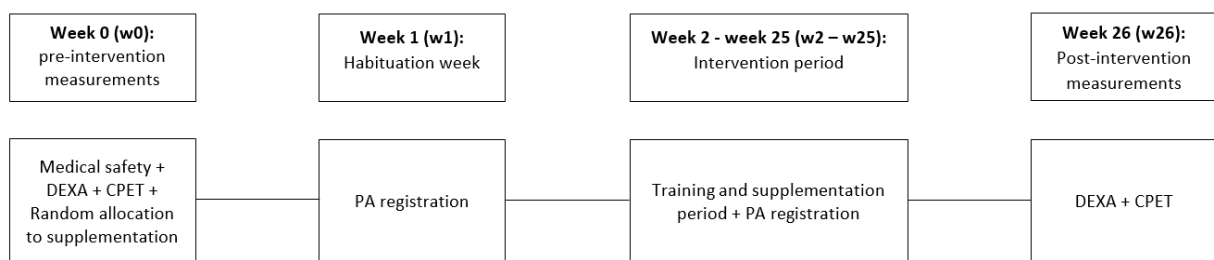 Week 0 (w0):
pre-intervention
measurements
Week 1 (w1):
Habituation week
Week 2 - week 25 (w2 – w25):
Intervention period
Week 26 (w26):
Post-intervention
measurements
Medical safety +
DEXA + CPET +
Random allocation
to supplementation
PA registration
Training and supplementation
period + PA registration
DEXA + CPET